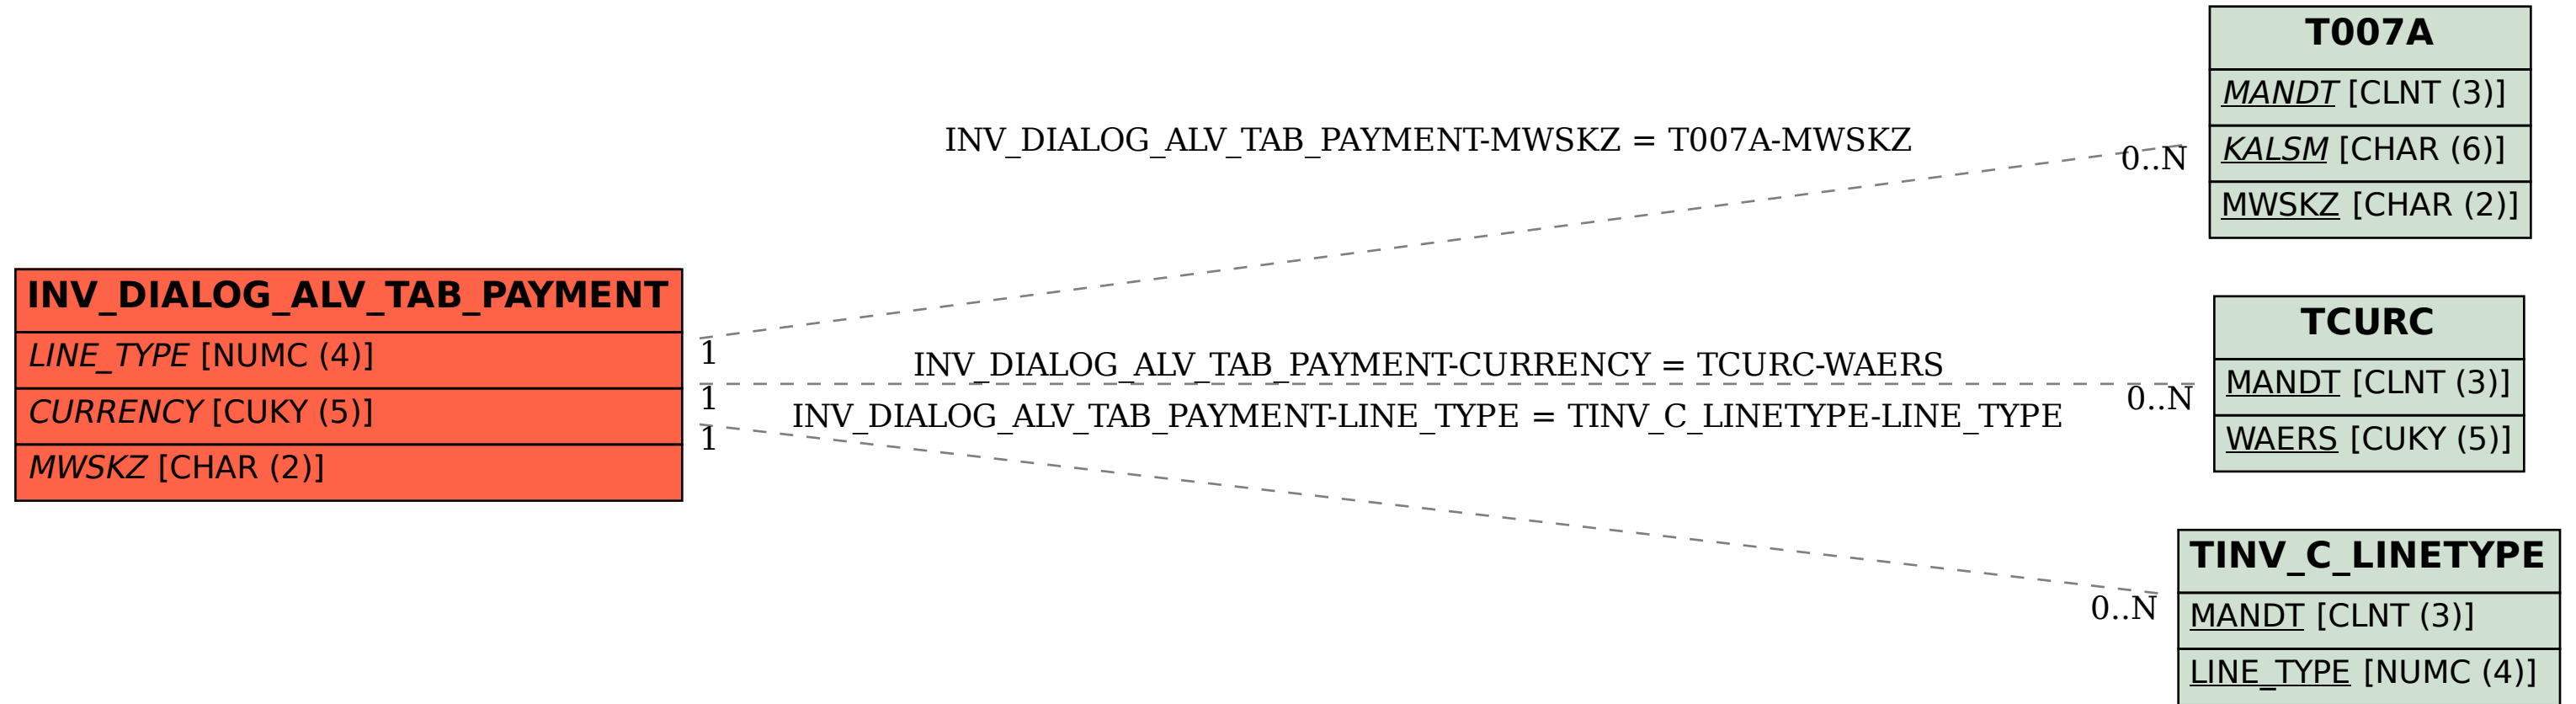 T007A
MANDT [CLNT (3)]
KALSM [CHAR (6)]
MWSKZ [CHAR (2)]
INV_DIALOG_ALV_TAB_PAYMENT-MWSKZ = T007A-MWSKZ
0..N
INV_DIALOG_ALV_TAB_PAYMENT
LINE_TYPE [NUMC (4)]
CURRENCY [CUKY (5)]
MWSKZ [CHAR (2)]
1
1
1
INV_DIALOG_ALV_TAB_PAYMENT-CURRENCY = TCURC-WAERS
INV_DIALOG_ALV_TAB_PAYMENT-LINE_TYPE = TINV_C_LINETYPE-LINE_TYPE
0..N
TCURC
MANDT [CLNT (3)]
WAERS [CUKY (5)]
0..N
TINV_C_LINETYPE
MANDT [CLNT (3)]
LINE_TYPE [NUMC (4)]